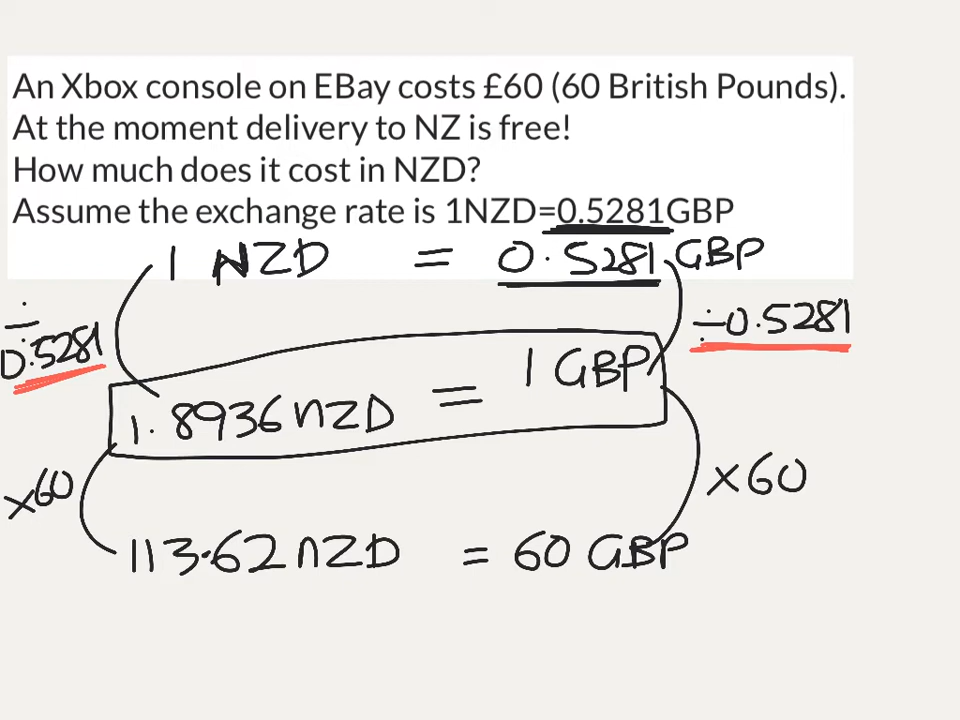 An Xbox console on EBay costs £60 (60 British Pounds).
At the moment delivery to NZ is free!
How much does it cost in NZD?
Assume the exchange rate is 1NZD=0.5281GBP
1 NZD = 0.5281 GBP
÷ 0.5281
÷0.5281
1.8936 NZD = 1 GBP
×60
×60
113.62 NZD = 60 GBP